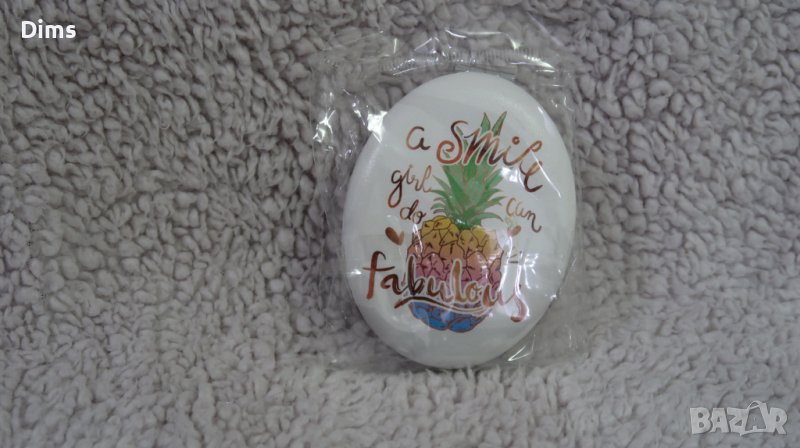 Dims
a Smile
girl can
do
fabulous
BAZAR